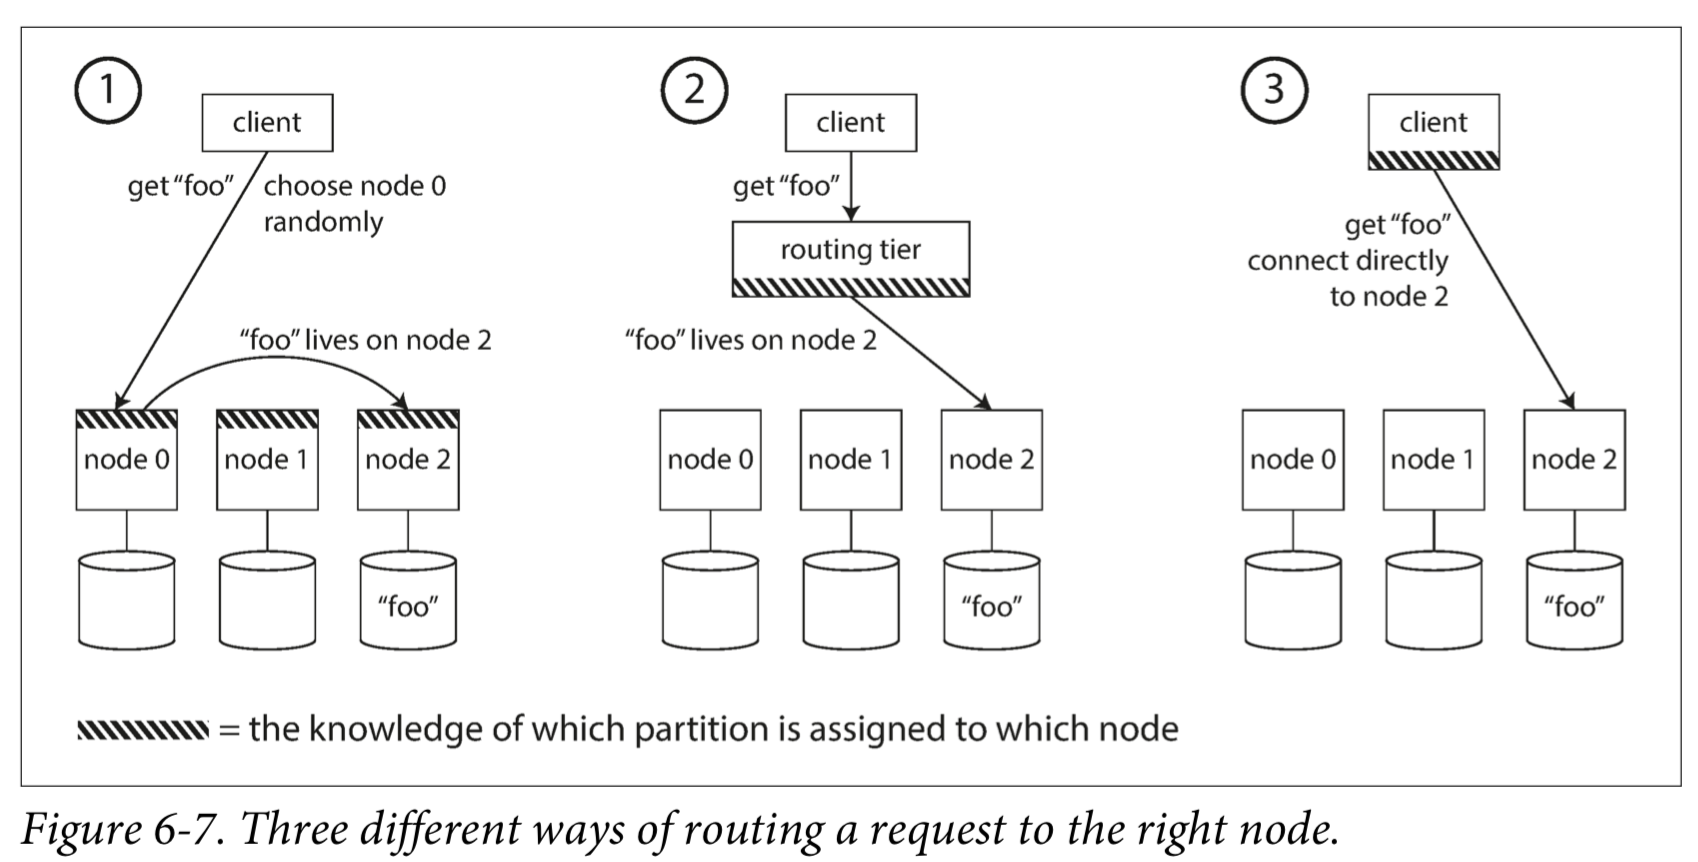 1
client
get “foo”
choose node 0
randomly
“foo” lives on node 2
node 0
node 1
node 2
“foo”
2
client
get “foo”
routing tier
“foo” lives on node 2
node 0
node 1
node 2
“foo”
3
client
get “foo”
connect directly
to node 2
node 0
node 1
node 2
“foo”
= the knowledge of which partition is assigned to which node
Figure 6-7. Three different ways of routing a request to the right node.